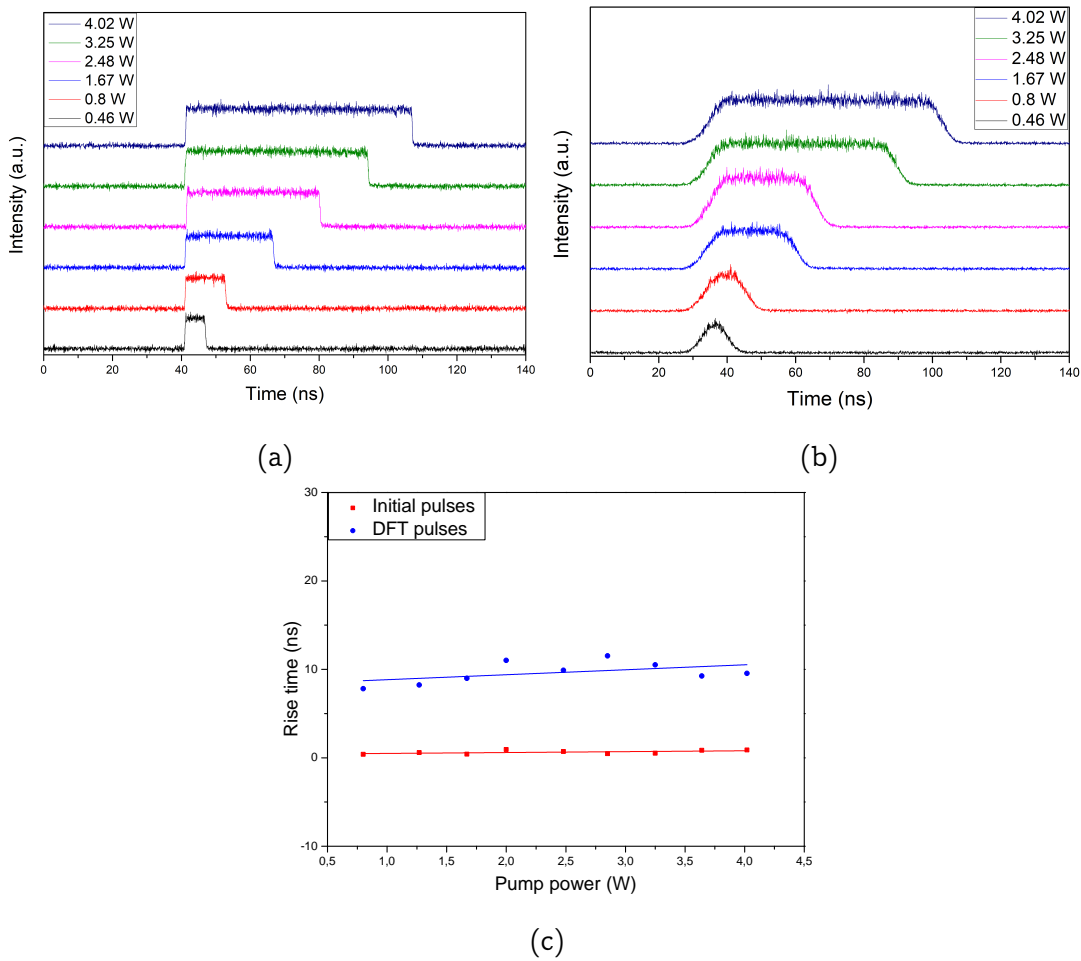 4.02 W
3.25 W
2.48 W
1.67 W
0.8 W
0.46 W
Intensity (a.u.)
0 20 40 60 80 100 120 140
Time (ns)
(a)
4.02 W
3.25 W
2.48 W
1.67 W
0.8 W
0.46 W
Intensity (a.u.)
0 20 40 60 80 100 120 140
Time (ns)
(b)
Initial pulses
DFT pulses
30
20
10
0
-10
Rise time (ns)
0,5 1,0 1,5 2,0 2,5 3,0 3,5 4,0 4,5
Pump power (W)
(c)